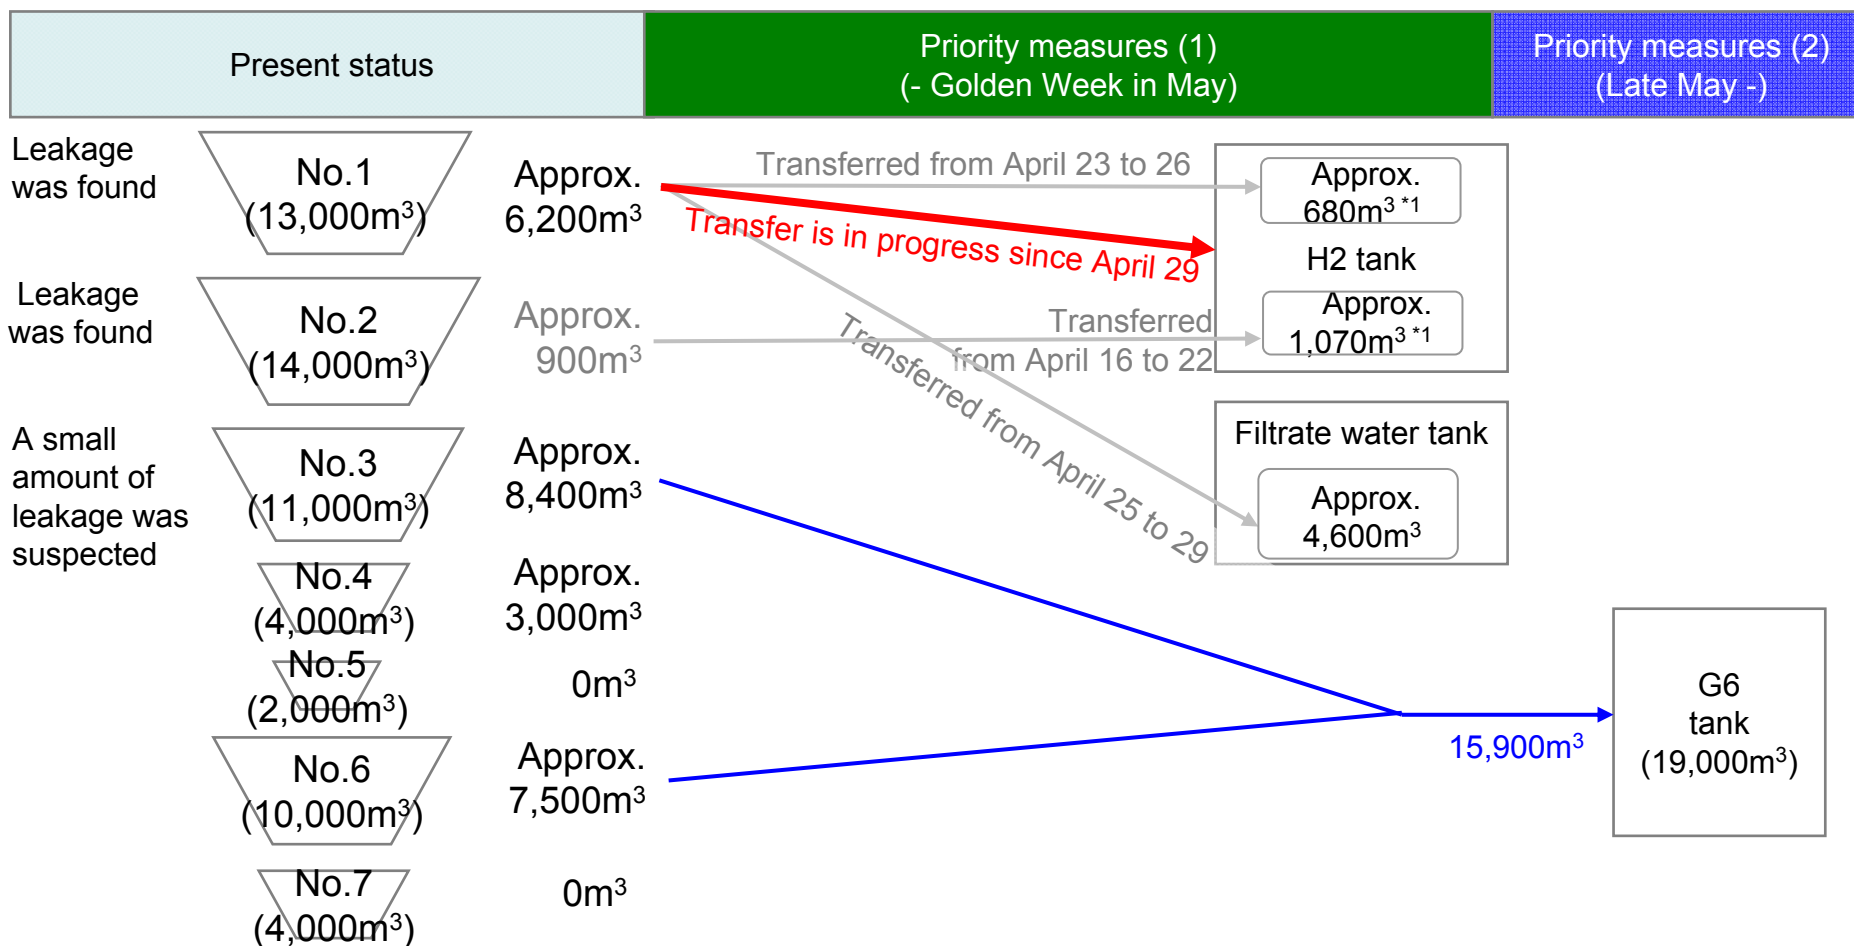 Present status
Priority measures (1)
(- Golden Week in May)
Priority measures (2)
(Late May -)
Leakage
was found
No.1
(13,000m³)
Approx.
6,200m³
Transferred from April 23 to 26
Transfer is in progress since April 29
Approx.
680m³ *1
H2 tank
Leakage
was found
No.2
(14,000m³)
Approx.
900m³
Transferred
from April 16 to 22
Approx.
1,070m³ *1
Transferred from April 25 to 29
A small
amount of
leakage was
suspected
No.3
(11,000m³)
Approx.
8,400m³
Filtrate water tank
Approx.
4,600m³
No.4
(4,000m³)
Approx.
3,000m³
No.5
(2,000m³)
0m³
No.6
(10,000m³)
Approx.
7,500m³
15,900m³
G6
tank
(19,000m³)
No.7
(4,000m³)
0m³